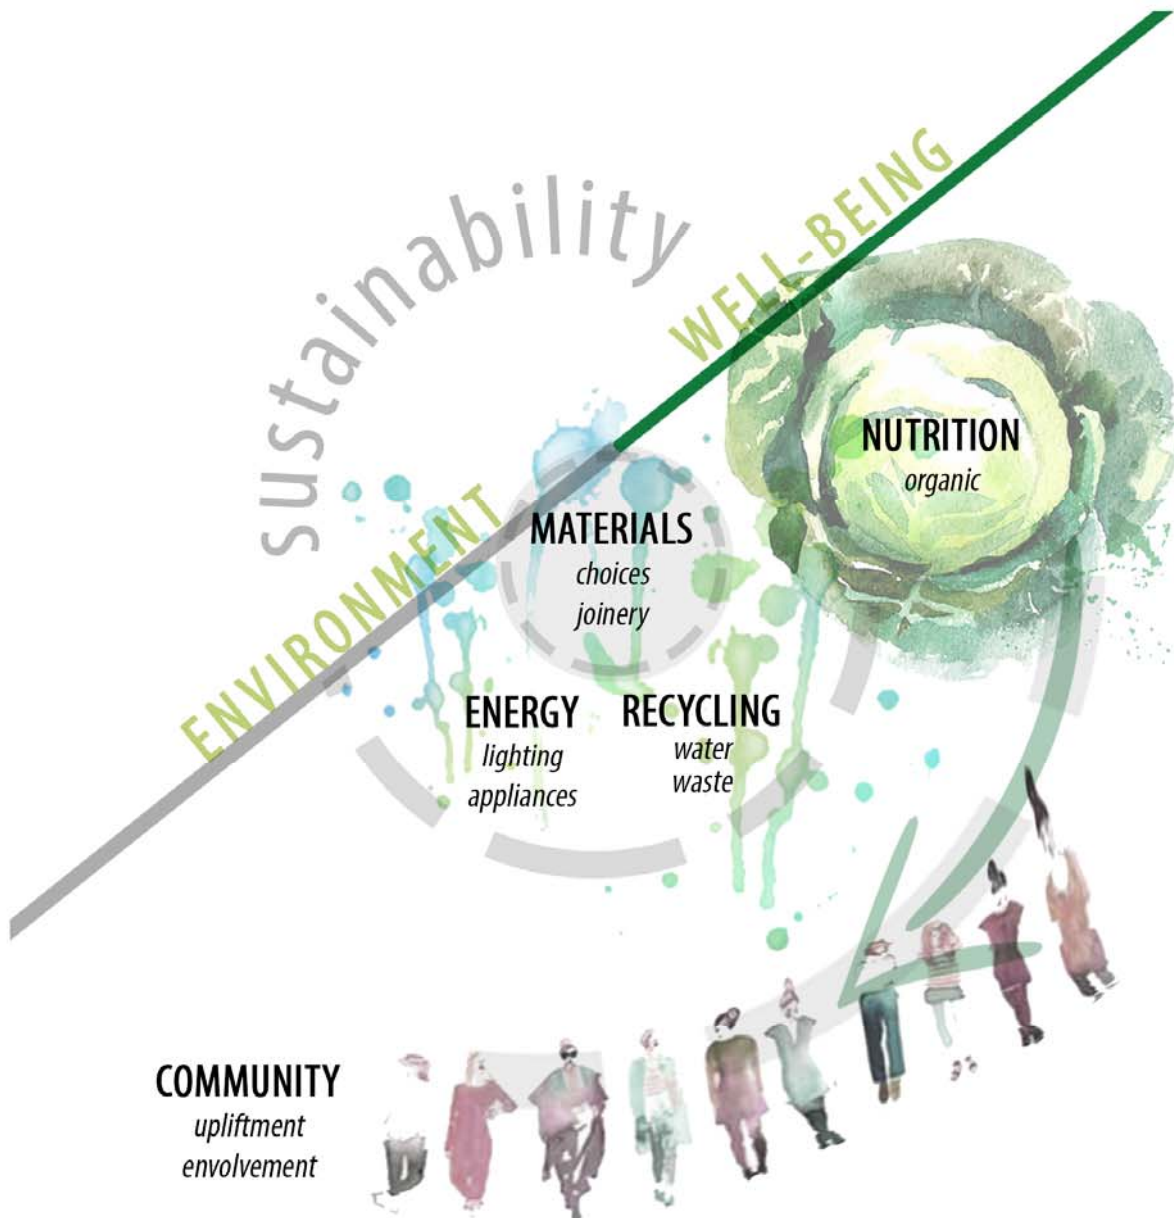 sustainability
WELL-BEING
ENVIRONMENT
NUTRITION
organic
MATERIALS
choices
joinery
ENERGY
lighting
appliances
RECYCLING
water
waste
COMMUNITY
upliftment
envolvement